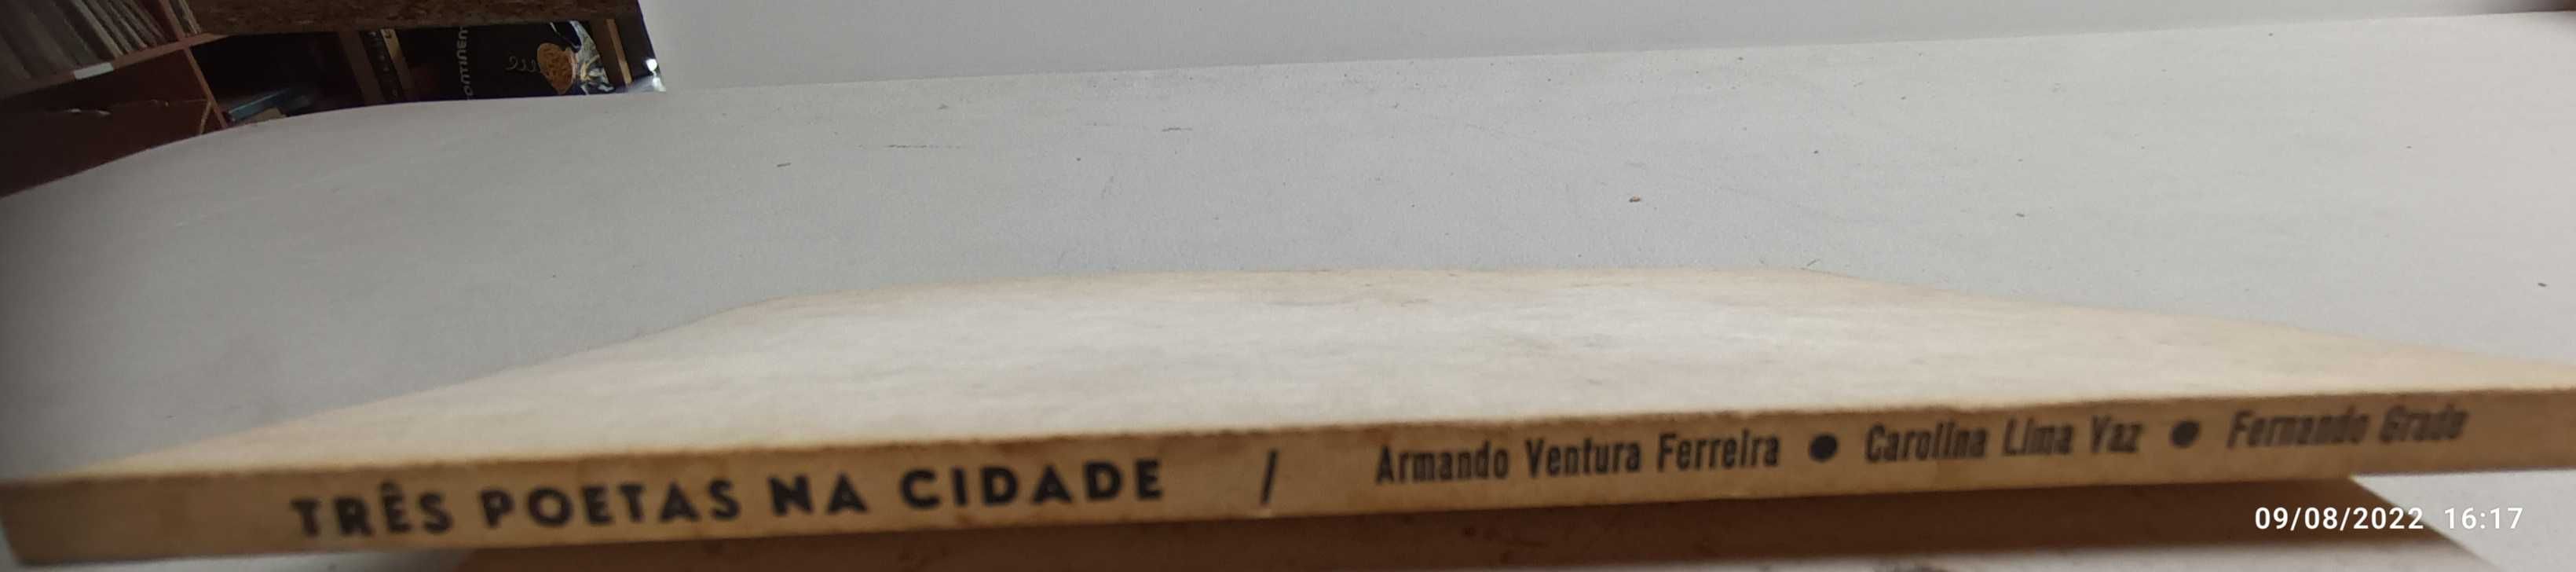 TRÊS POETAS NA CIDADE / Armando Ventura Ferreira ● Carolina Lima Vaz ● Fernando Grade
09/08/2022 16:17